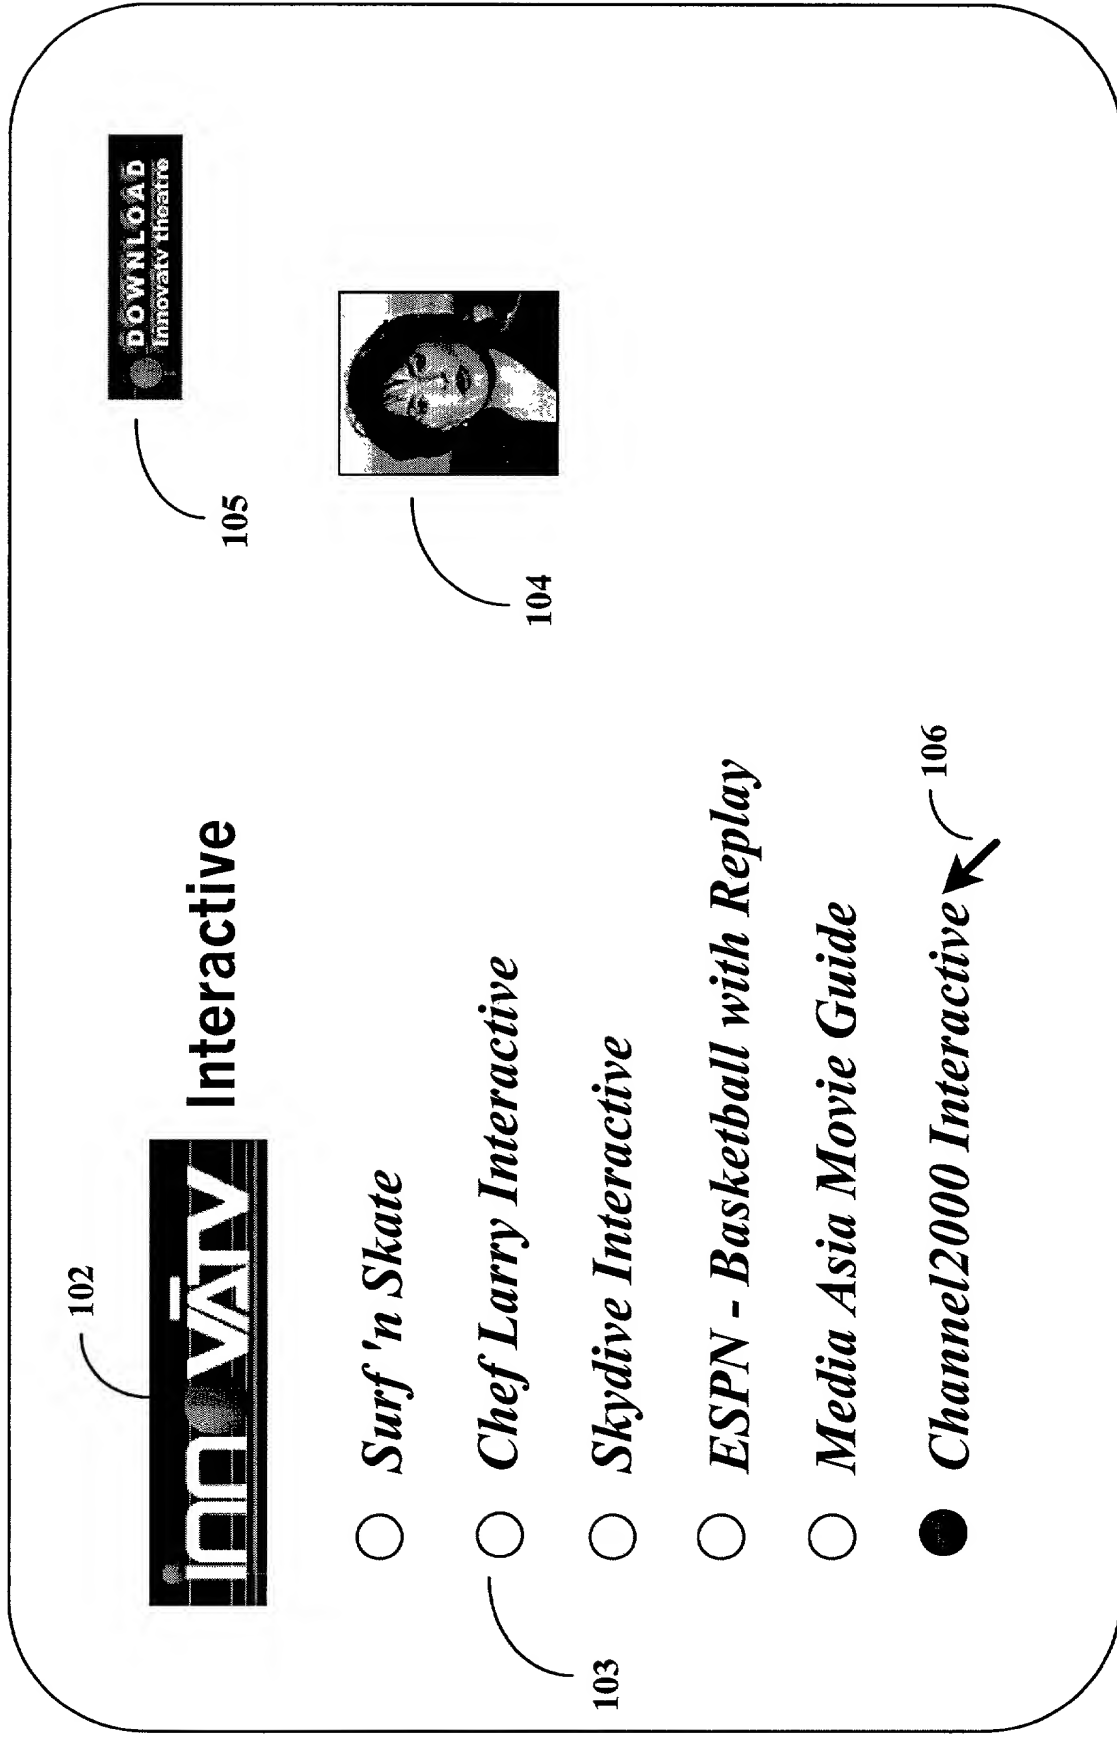 102
innovĀTV Interactive
105
DOWNLOAD
innovatv theatre
104
Surf 'n Skate
103
Chef Larry Interactive
Skydive Interactive
ESPN - Basketball with Replay
Media Asia Movie Guide
Channel2000 Interactive
106